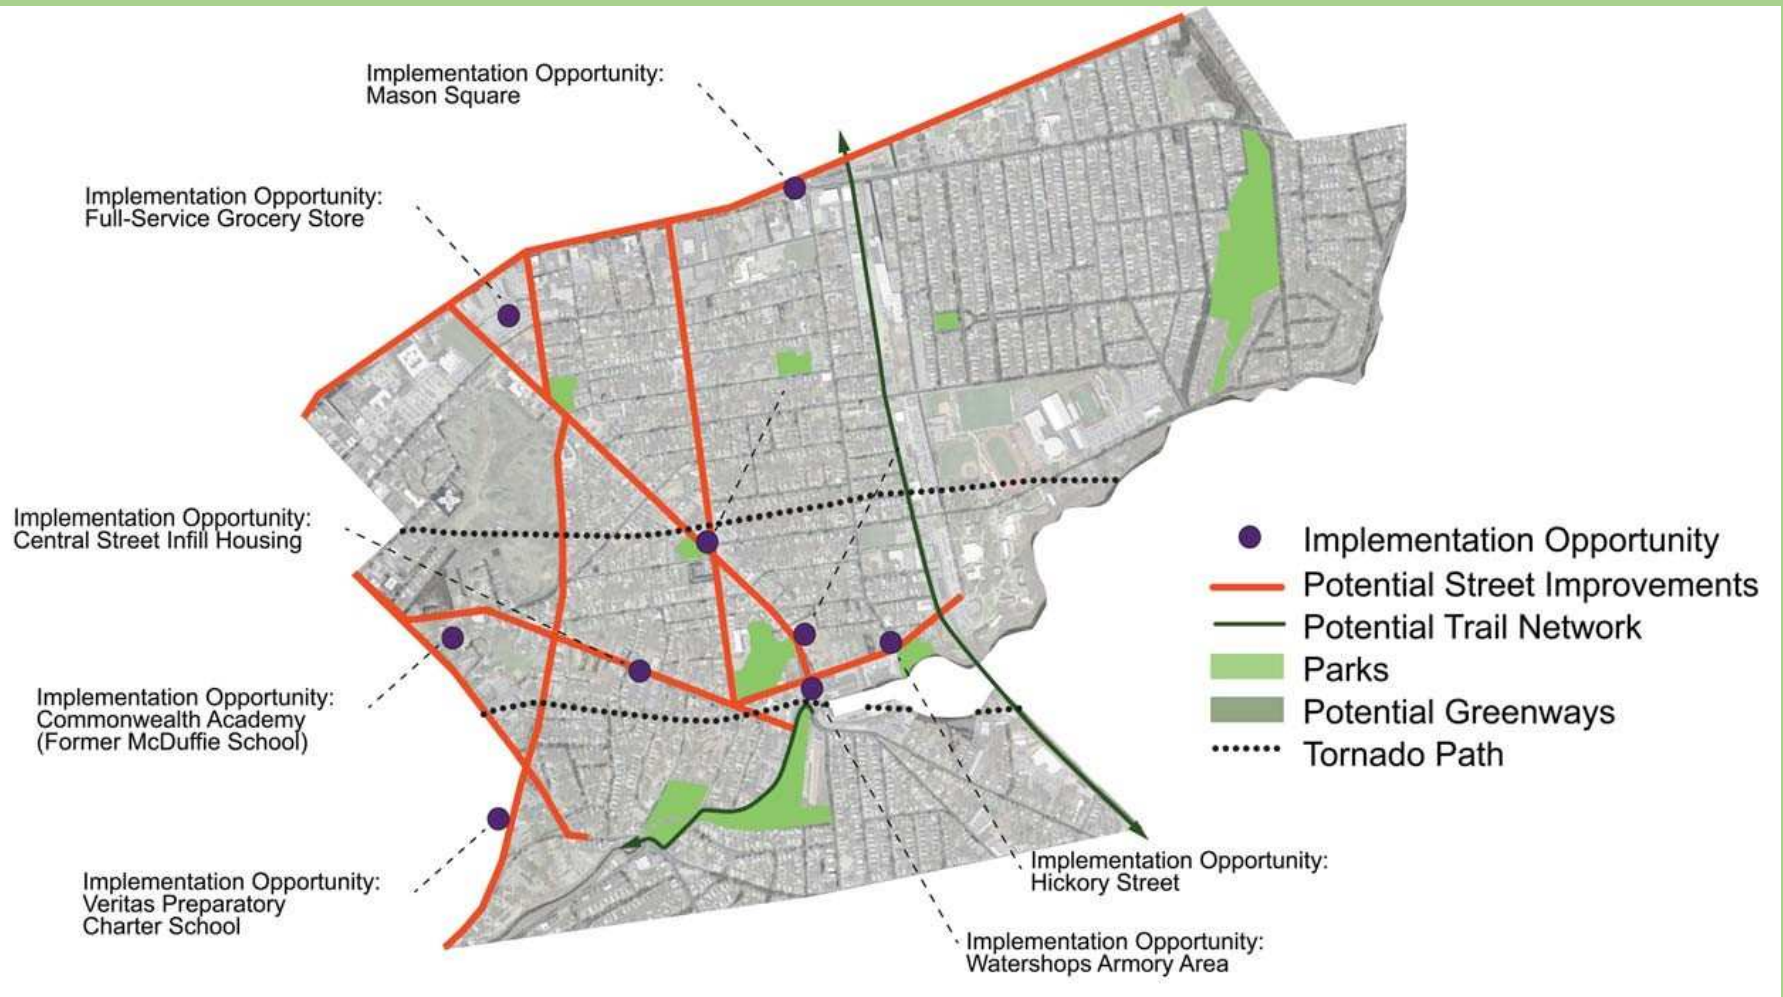 Implementation Opportunity:
Mason Square
Implementation Opportunity:
Full-Service Grocery Store
Implementation Opportunity:
Central Street Infill Housing
Implementation Opportunity:
Commonwealth Academy
(Former McDuffie School)
Implementation Opportunity:
Veritas Preparatory
Charter School
Implementation Opportunity:
Hickory Street
Implementation Opportunity:
Watershops Armory Area
Implementation Opportunity
Potential Street Improvements
Potential Trail Network
Parks
Potential Greenways
Tornado Path